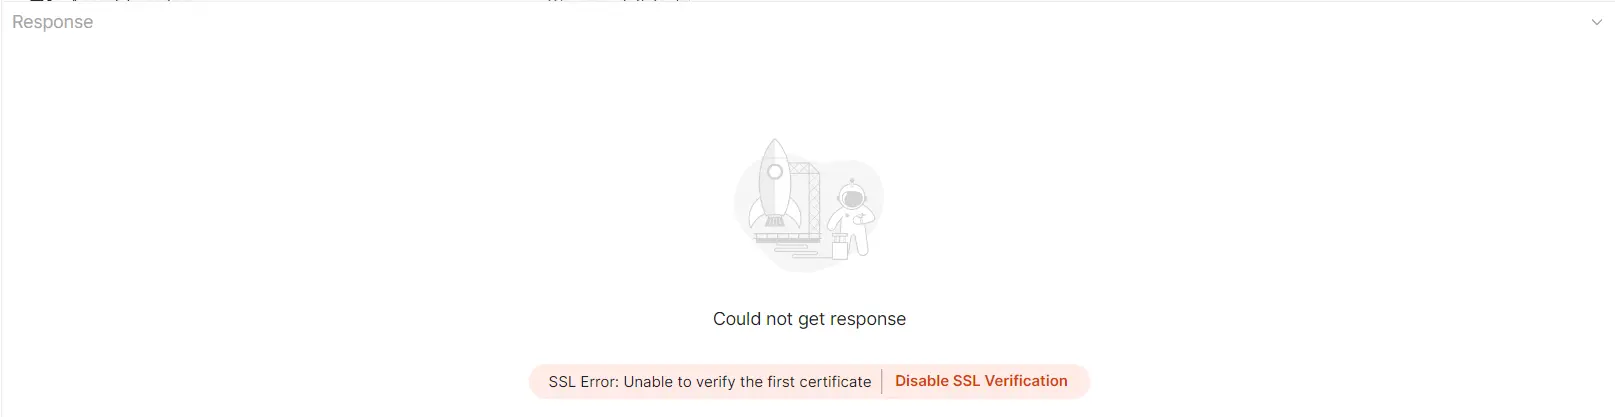 Response
Could not get response
SSL Error: Unable to verify the first certificate Disable SSL Verification